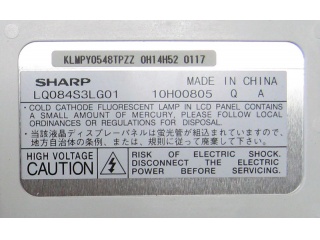 KLMPY0548TPZZ 0H14H52 0117
SHARP MADE IN CHINA
LQ084S3LG01 10H00805 Q A
・COLD CATHODE FLUORESCENT LAMP IN LCD PANEL CONTAINS
A SMALL AMOUNT OF MERCURY, PLEASE FOLLOW LOCAL
ORDINANCES OR REGULATIONS FOR DISPOSAL.
・当該液晶ディスプレイパネルは蛍光管が組込まれていますの
で、地方自治体の条例、または、規則に従って廃棄ください。
HIGH VOLTAGE
CAUTION
RISK OF ELECTRIC SHOCK.
DISCONNECT THE ELECTRIC
POWER BEFORE SERVICING.